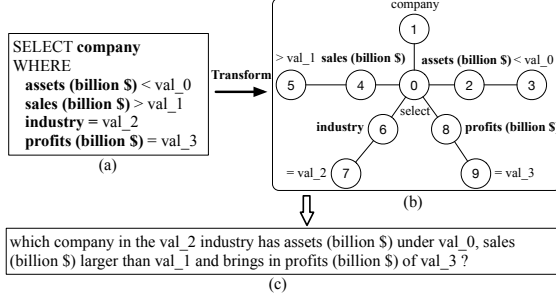 SELECT company
WHERE
assets (billion $) < val_0
sales (billion $) > val_1
industry = val_2
profits (billion $) = val_3
(a)
Transform
company
1
> val_1 sales (billion $) assets (billion $) < val_0
5 4 0 2 3
select
industry 6 8 profits (billion $
= val_2 7 9 = val_3
(b)
which company in the val_2 industry has assets (billion $) under val_0, sales
(billion $) larger than val_1 and brings in profits (billion $) of val_3 ?
(c)